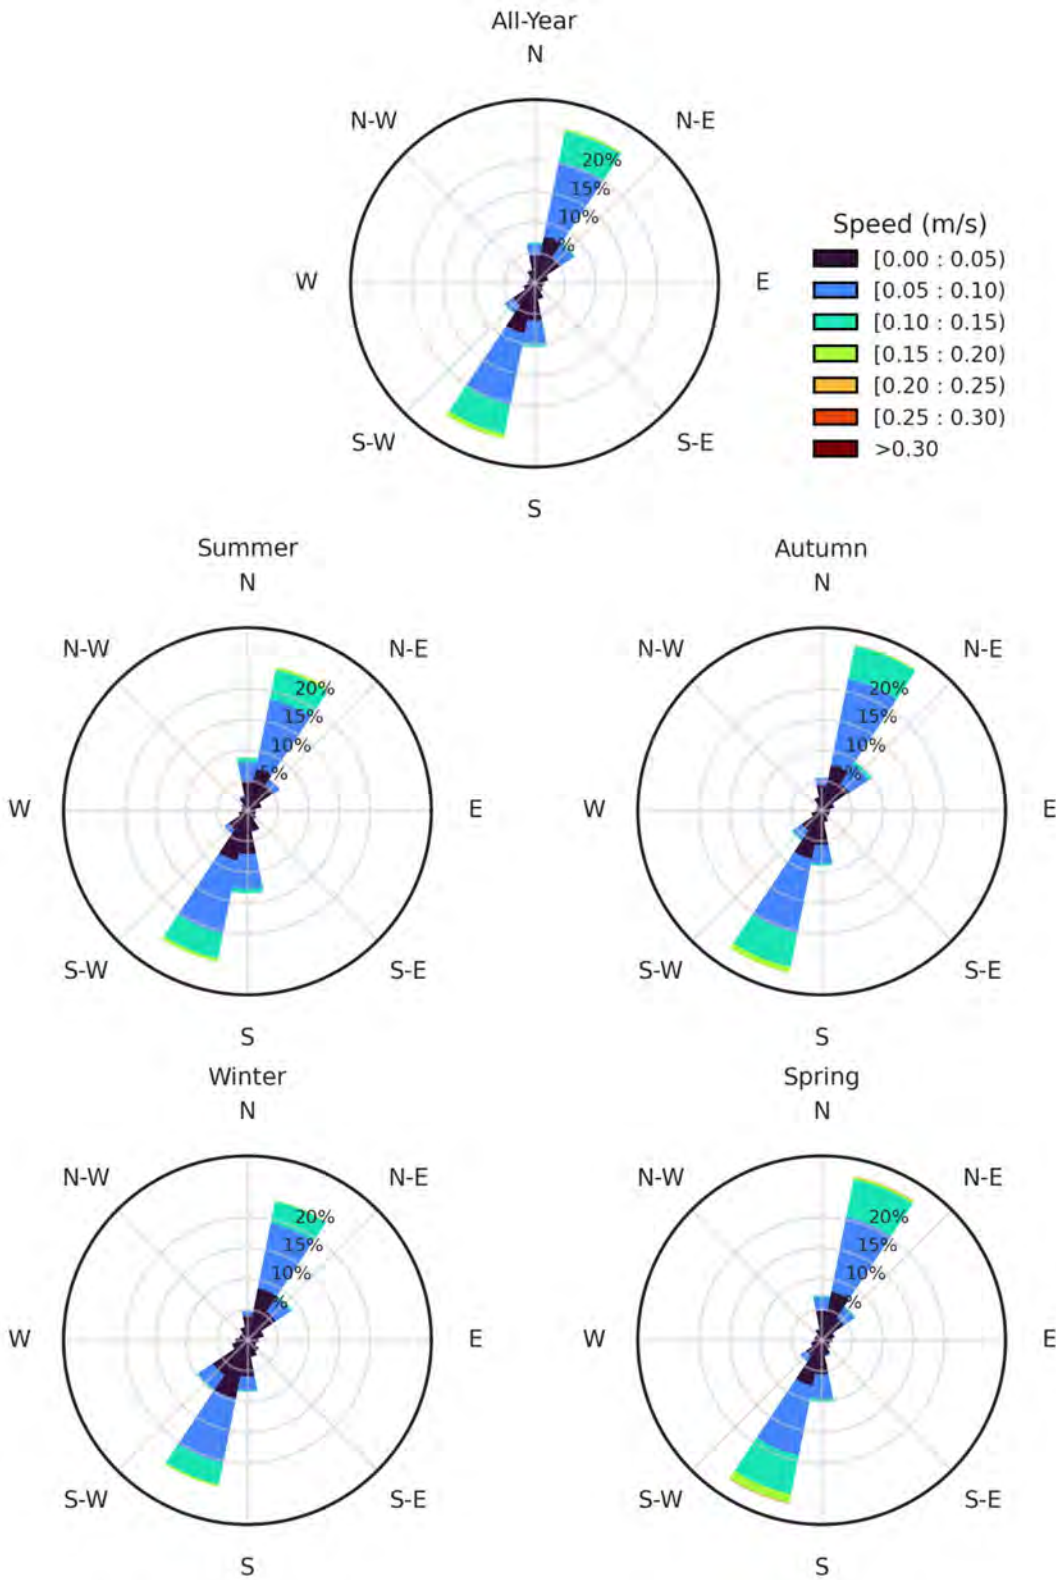 All-Year
N
N-W
N-E
20%
15%
10%
%
W
E
S-W
S-E
S
Speed (m/s)
[0.00 : 0.05)
[0.05 : 0.10)
[0.10 : 0.15)
[0.15 : 0.20)
[0.20 : 0.25)
[0.25 : 0.30)
>0.30
Summer
N
N-W
N-E
20%
15%
10%
5%
W
E
S-W
S-E
S
Autumn
N
N-W
N-E
20%
15%
10%
%
W
E
S-W
S-E
S
Winter
N
N-W
N-E
20%
15%
10%
%
W
E
S-W
S-E
S
Spring
N
N-W
N-E
20%
15%
10%
%
W
E
S-W
S-E
S